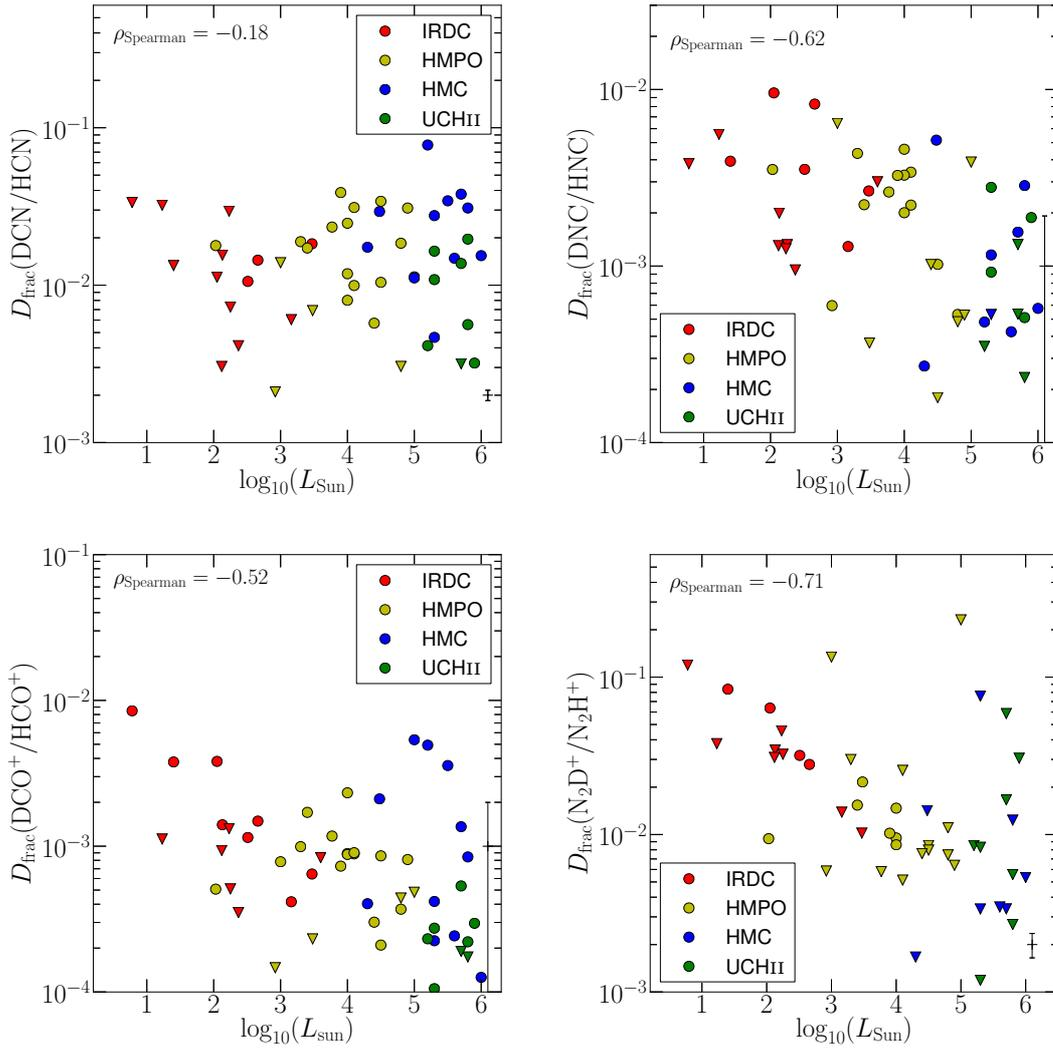 ρSpearman = −0.18
IRDC
HMPO
HMC
UCHII
10⁻¹
10⁻²
10⁻³
Dfrac(DCN/HCN)
1 2 3 4 5 6
log₁₀(LSun)
ρSpearman = −0.62
10⁻²
10⁻³
10⁻⁴
Dfrac(DNC/HNC)
IRDC
HMPO
HMC
UCHII
1 2 3 4 5 6
log₁₀(LSun)
ρSpearman = −0.52
IRDC
HMPO
HMC
UCHII
10⁻¹
10⁻²
10⁻³
10⁻⁴
Dfrac(DCO⁺/HCO⁺)
1 2 3 4 5 6
log₁₀(Lsun)
ρSpearman = −0.71
10⁻¹
10⁻²
10⁻³
Dfrac(N₂D⁺/N₂H⁺)
IRDC
HMPO
HMC
UCHII
1 2 3 4 5 6
log₁₀(LSun)